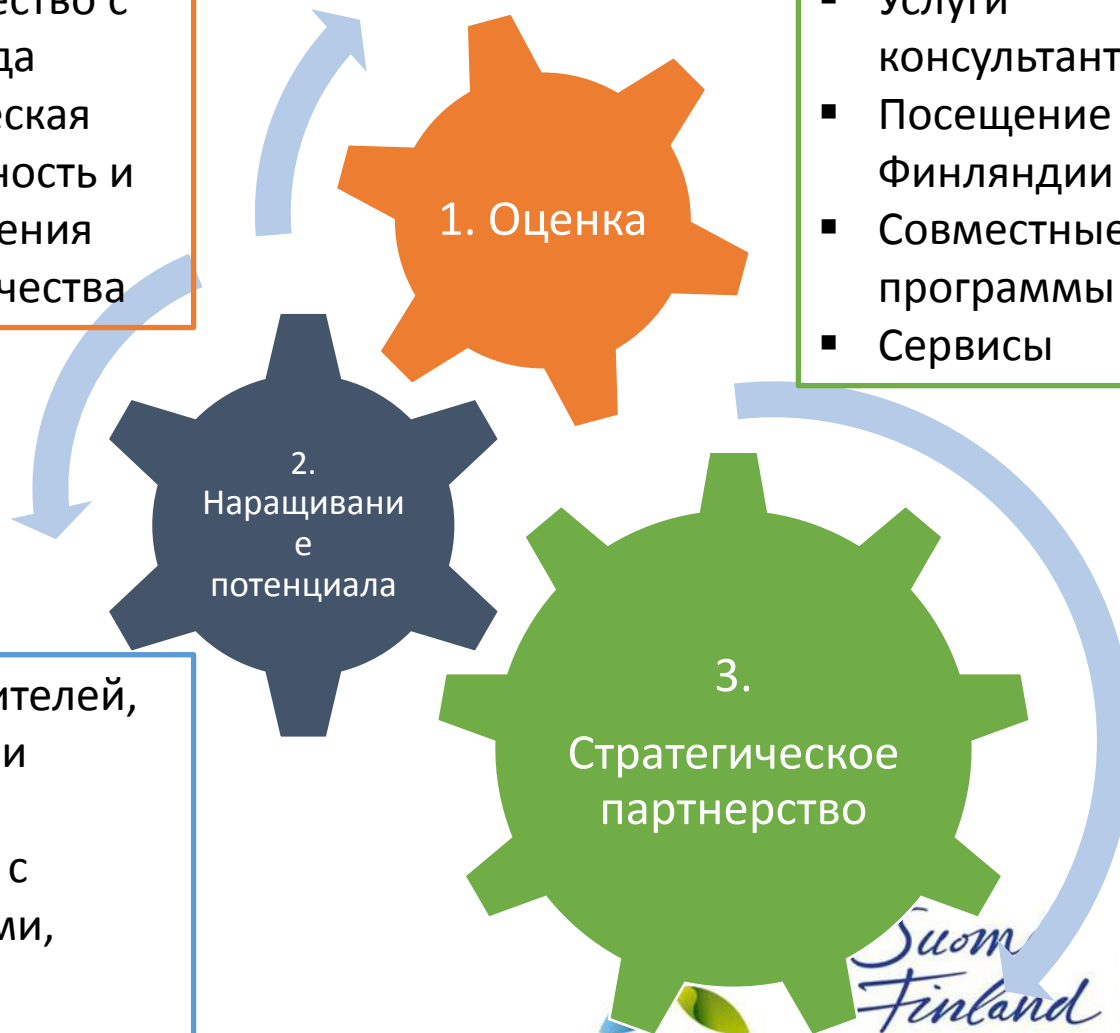 ество с
да
еская
ность и
ения
чества
1. Оценка
Услуги
консультант
Посещение
Финляндии
Совместные
программы
Сервисы
2.
Наращивани
е
потенциала
ителей,
и
с
ми,
3.
Стратегическое
партнерство
Suom
Finland